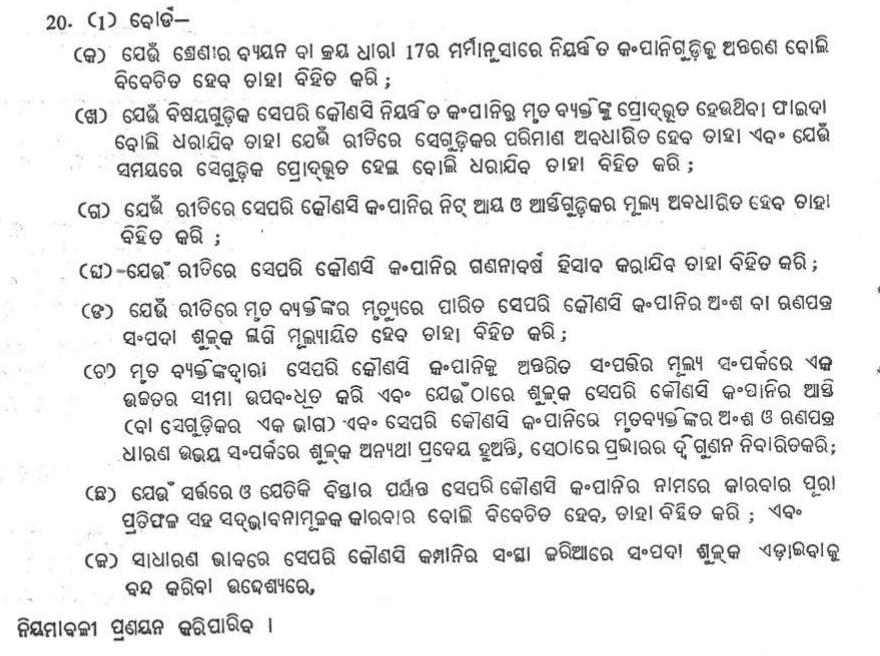 20. (1) ବୋର୍ଡ—
(କ) ଯେଉଁ ଶ୍ରେଣୀର ବ୍ୟୟନ ବା କ୍ରୟ ଧାରା 17ର ମର୍ମାନୁସାରେ ନିୟନ୍ତ୍ରିତ କଂପାନିଗୁଡ଼ିକୁ ଅନ୍ତରଣ ବୋଲି
ବିବେଚିତ ହେବ ତାହା ବିହିତ କରି ;
(ଖ) ଯେଉଁ ବିଷୟଗୁଡ଼ିକ ସେପରି କୌଣସି ନିୟନ୍ତ୍ରିତ କଂପାନିରୁ ମୃତ ବ୍ୟକ୍ତିଙ୍କୁ ପ୍ରୋଦ୍ଭୂତ ହେଉଥିବା ଫାଇଦା
ବୋଲି ଧରାଯିବ ତାହା ଯେଉଁ ରୀତିରେ ସେଗୁଡ଼ିକର ପରିମାଣ ଅବଧାରିତ ହେବ ତାହା ଏବଂ ଯେଉଁ
ସମୟରେ ସେଗୁଡ଼ିକ ପ୍ରୋଦ୍ଭୂତ ହେଲା ବୋଲି ଧରାଯିବ ତାହା ବିହିତ କରି ;
(ଗ) ଯେଉଁ ରୀତିରେ ସେପରି କୌଣସି କଂପାନିର ନିଟ୍ ଆୟ ଓ ଆସ୍ତିଗୁଡ଼ିକର ମୂଲ୍ୟ ଅବଧାରିତ ହେବ ତାହା
ବିହିତ କରି ;
(ଘ) ଯେଉଁ ରୀତିରେ ସେପରି କୌଣସି କଂପାନିର ଗଣନାବର୍ଷ ହିସାବ କରାଯିବ ତାହା ବିହିତ କରି ;
(ଙ) ଯେଉଁ ରୀତିରେ ମୃତ ବ୍ୟକ୍ତିଙ୍କର ମୃତ୍ୟୁରେ ପାରିତ ସେପରି କୌଣସି କଂପାନିର ଅଂଶ ବା ଋଣପତ୍ର
ସଂପଦା ଶୁଳ୍କ ଲାଗି ମୂଲ୍ୟାୟିତ ହେବ ତାହା ବିହିତ କରି ;
(ଚ) ମୃତ ବ୍ୟକ୍ତିଙ୍କଦ୍ୱାରା ସେପରି କୌଣସି କଂପାନିକୁ ଅନ୍ତରିତ ସଂପତ୍ତିର ମୂଲ୍ୟ ସଂପର୍କରେ ଏକ
ଉଚ୍ଚତର ସୀମା ଉପବଂଧିତ କରି ଏବଂ ଯେଉଁଠାରେ ଶୁଳ୍କ ସେପରି କୌଣସି କଂପାନିର ଆସ୍ତି
(ବା ସେଗୁଡ଼ିକର ଏକ ଭାଗ) ଏବଂ ସେପରି କୌଣସି କଂପାନିରେ ମୃତବ୍ୟକ୍ତିଙ୍କର ଅଂଶ ଓ ଋଣପତ୍ର
ଧାରଣ ଉଭୟ ସଂପର୍କରେ ଶୁଳ୍କ ଅନ୍ୟଥା ପ୍ରଦେୟ ହୁଅନ୍ତି, ସେଠାରେ ପ୍ରଭାରର ଦ୍ୱିଗୁଣନ ନିବାରିତକରି;
(ଛ) ଯେଉଁ ସର୍ତ୍ତରେ ଓ ଯେତିକି ବିସ୍ତାର ପର୍ଯ୍ୟନ୍ତ ସେପରି କୌଣସି କଂପାନିର ନାମରେ କାରବାର ପୂରା
ପ୍ରତିଫଳ ସହ ସଦ୍ଭାବନାମୂଳକ କାରବାର ବୋଲି ବିବେଚିତ ହେବ, ତାହା ବିହିତ କରି ; ଏବଂ
(ଜ) ସାଧାରଣ ଭାବରେ ସେପରି କୌଣସି କମ୍ପାନିର ସଂସ୍ଥା ଜରିଆରେ ସଂପଦା ଶୁଳ୍କ ଏଡ଼ାଇବାକୁ
ବନ୍ଦ କରିବା ଉଦ୍ଦେଶ୍ୟରେ,
ନିୟମାବଳୀ ପ୍ରଣୟନ କରିପାରିବ ।